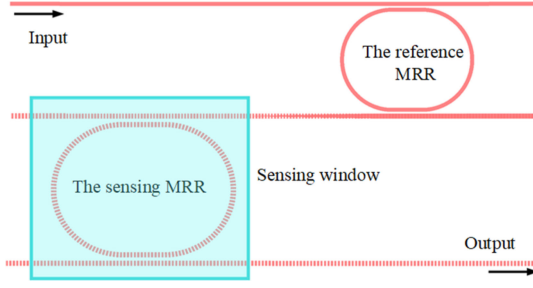 Input
The reference
MRR
The sensing MRR
Sensing window
Output